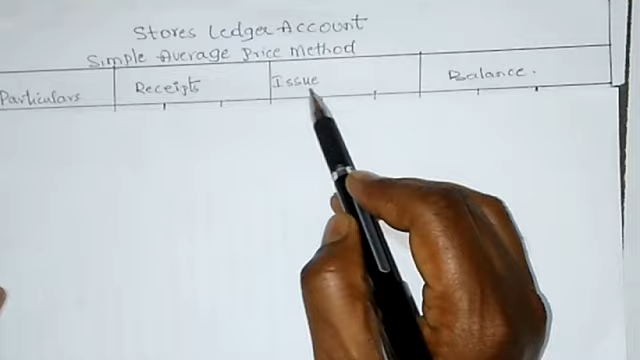 Stores Ledger Account
Simple Average Price Method
Particulars Receipts Issue Balance.